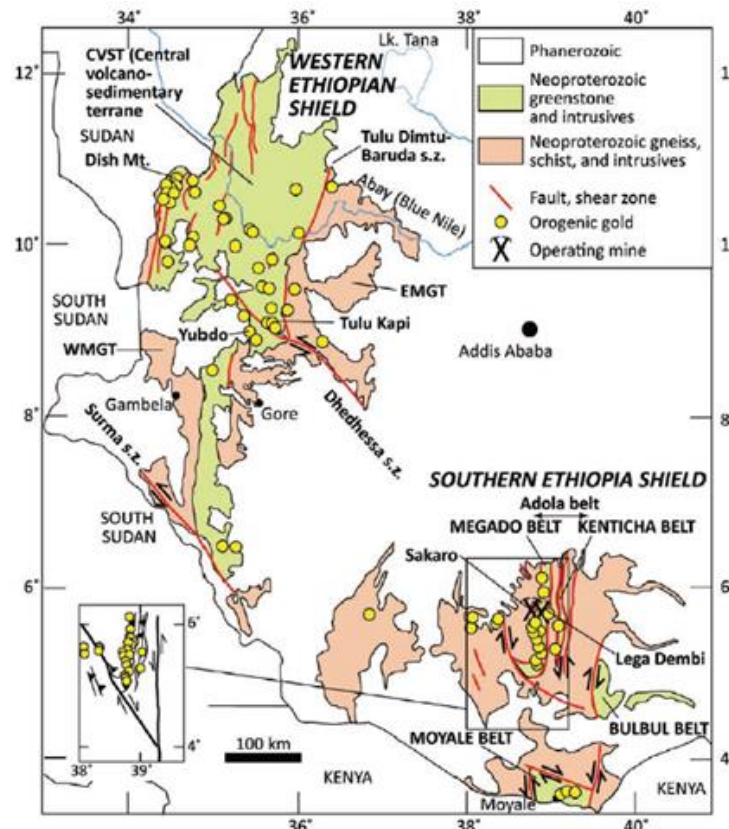 34°
36°
38°
40°
12°
10°
8°
6°
CVST (Central
volcano-
sedimentary
terrane
WESTERN
ETHIOPIAN
SHIELD
Lk. Tana
SUDAN
Dish Mt.
Tulu Dimtu-
Baruda s.z.
Abay (Blue Nile)
SOUTH
SUDAN
EMGT
WMGT
Yubdo
Tulu Kapi
Addis Ababa
Gambela
Gore
Dhedhessa s.z.
Surma s.z.
SOUTH
SUDAN
Phanerozoic
Neoproterozoic
greenstone
and intrusives
Neoproterozoic gneiss,
schist, and intrusives
Fault, shear zone
Orogenic gold
Operating mine
1
10
8
6
4
SOUTHERN ETHIOPIA SHIELD
Adola belt
MEGADO BELT
KENTICHA BELT
Sakaro
Lega Dembi
BULBUL BELT
MOYALE BELT
Moyale
KENYA
KENYA
100 km
6°
4°
38°
39°
36°
38°
40°